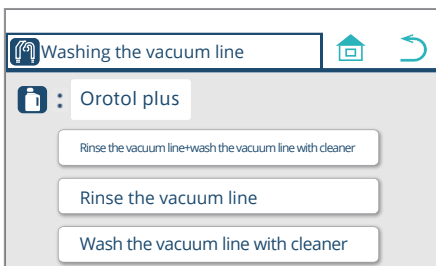 Washing the vacuum line
: Orotol plus
Rinse the vacuum line+wash the vacuum line with cleaner
Rinse the vacuum line
Wash the vacuum line with cleaner